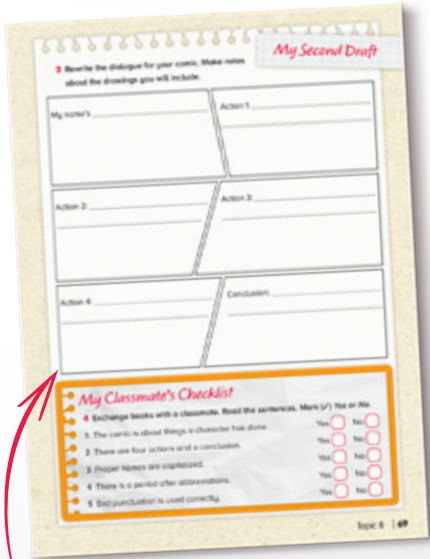 My Second Draft
3 Rewrite the dialogue for your comic. Make notes
about the drawings you will include.
My name's
Action 1:
Action 2:
Action 3:
Action 4:
Conclusion:
My Classmate's Checklist
4 Exchange books with a classmate. Read the sentences. Mark (✓) Yes or No.
1 The comic is about things a character has done. Yes No
2 There are four actions and a conclusion. Yes No
3 Proper names are capitalized. Yes No
4 There is a period after abbreviations. Yes No
5 End punctuation is used correctly. Yes No
Topic 8 | 69